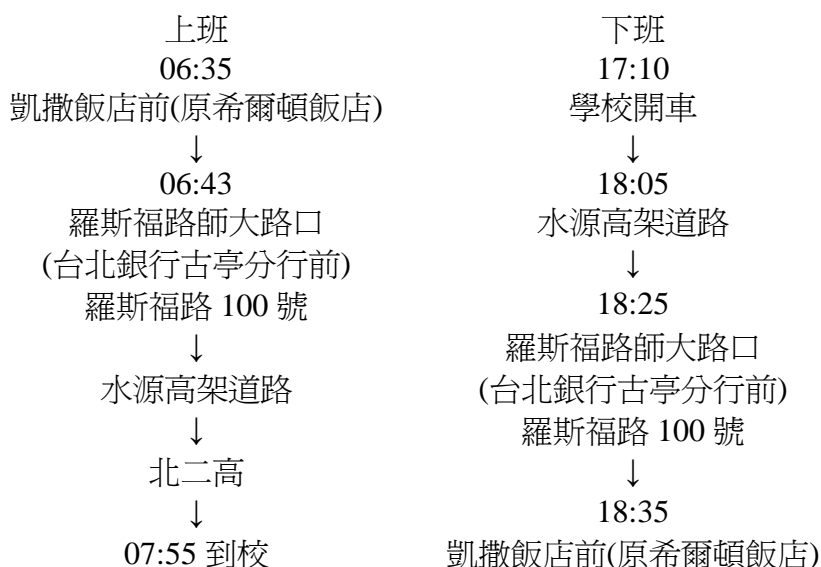 上班
06:35
凱撒飯店前(原希爾頓飯店)
↓
06:43
羅斯福路師大路口
(台北銀行古亭分行前)
羅斯福路 100 號
↓
水源高架道路
↓
北二高
↓
07:55 到校
下班
17:10
學校開車
↓
18:05
水源高架道路
↓
18:25
羅斯福路師大路口
(台北銀行古亭分行前)
羅斯福路 100 號
↓
18:35
凱撒飯店前(原希爾頓飯店)